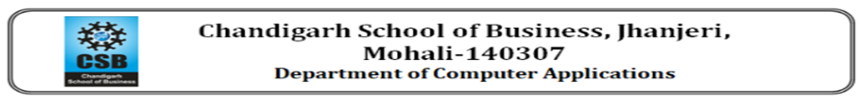 CSB
Chandigarh
School of Business
Chandigarh School of Business, Jhanjeri,
Mohali-140307
Department of Computer Applications